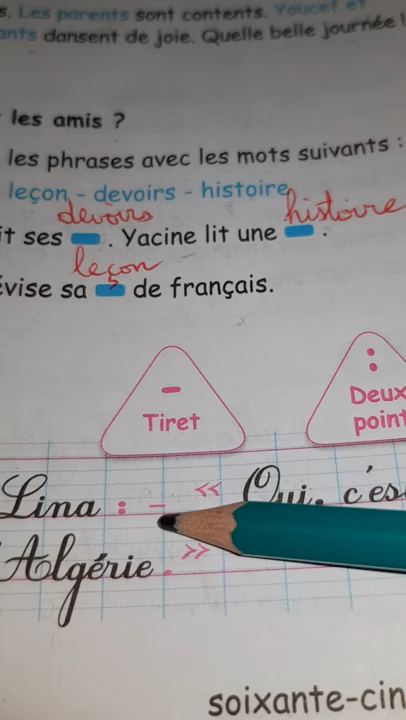 s. Les parents sont contents. Youcef et
ants dansent de joie. Quelle belle journée !
les amis ?
les phrases avec les mots suivants :
leçon - devoirs - histoire
devoirs histoire
it ses . Yacine lit une .
leçon
évise sa de français.
Tiret
Deux
point
Lina : - « Oui, c'es
Algérie. »
soixante-cin